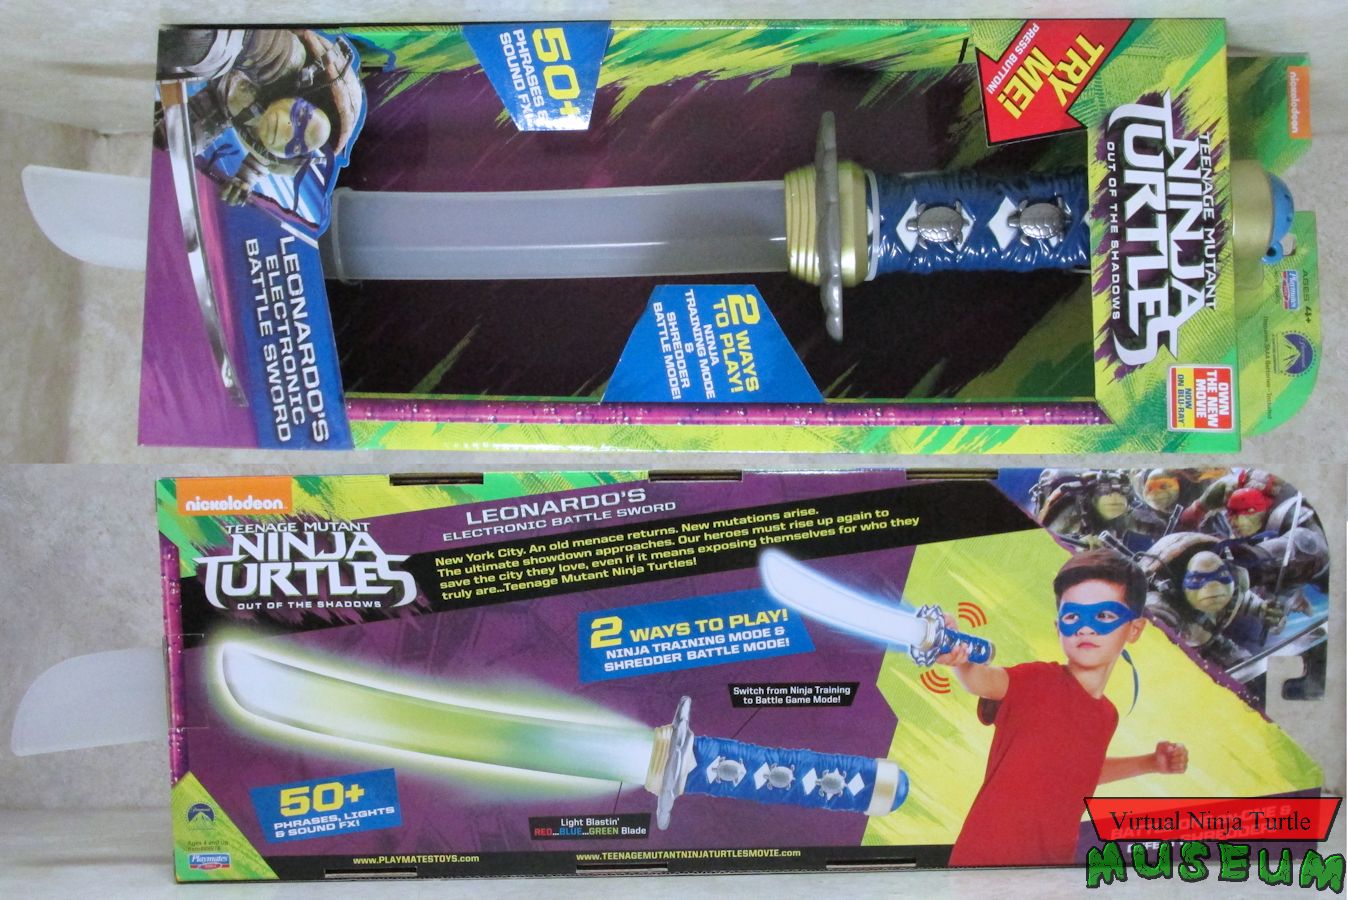 50+
PHRASES &
SOUND FX!
TRY
ME!
PRESS BUTTON!
nickelodeon
TEENAGE MUTANT
NINJA
TURTLES
OUT OF THE SHADOWS
LEONARDO'S
ELECTRONIC
BATTLE SWORD
2 WAYS
TO PLAY!
NINJA
TRAINING MODE
&
SHREDDER
BATTLE MODE!
OWN
THE NEW
MOVIE
NOW
ON BLU-RAY
AGES 4+
Playmates
nickelodeon
TEENAGE MUTANT
NINJA
TURTLES
OUT OF THE SHADOWS
LEONARDO'S
ELECTRONIC BATTLE SWORD
New York City. An old menace returns. New mutations arise.
The ultimate showdown approaches. Our heroes must rise up again to
save the city they love, even if it means exposing themselves for who they
truly are...Teenage Mutant Ninja Turtles!
2 WAYS TO PLAY!
NINJA TRAINING MODE &
SHREDDER BATTLE MODE!
Switch from Ninja Training
to Battle Game Mode!
50+
PHRASES, LIGHTS
& SOUND FX!
Light Blastin'
RED...BLUE...GREEN Blade
Ages 4 and Up
Playmates
www.PLAYMATESTOYS.com
www.TEENAGEMUTANTNINJATURTLESMOVIE.com
Virtual Ninja Turtle
MUSEUM